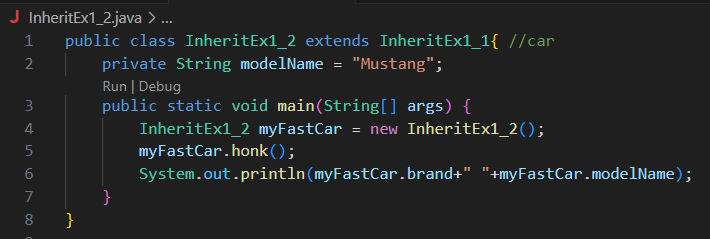 J InheritEx1_2.java > ...
1 public class InheritEx1_2 extends InheritEx1_1{ //car
2 private String modelName = "Mustang";
Run | Debug
3 public static void main(String[] args) {
4 InheritEx1_2 myFastCar = new InheritEx1_2();
5 myFastCar.honk();
6 System.out.println(myFastCar.brand+" "+myFastCar.modelName);
7 }
8 }